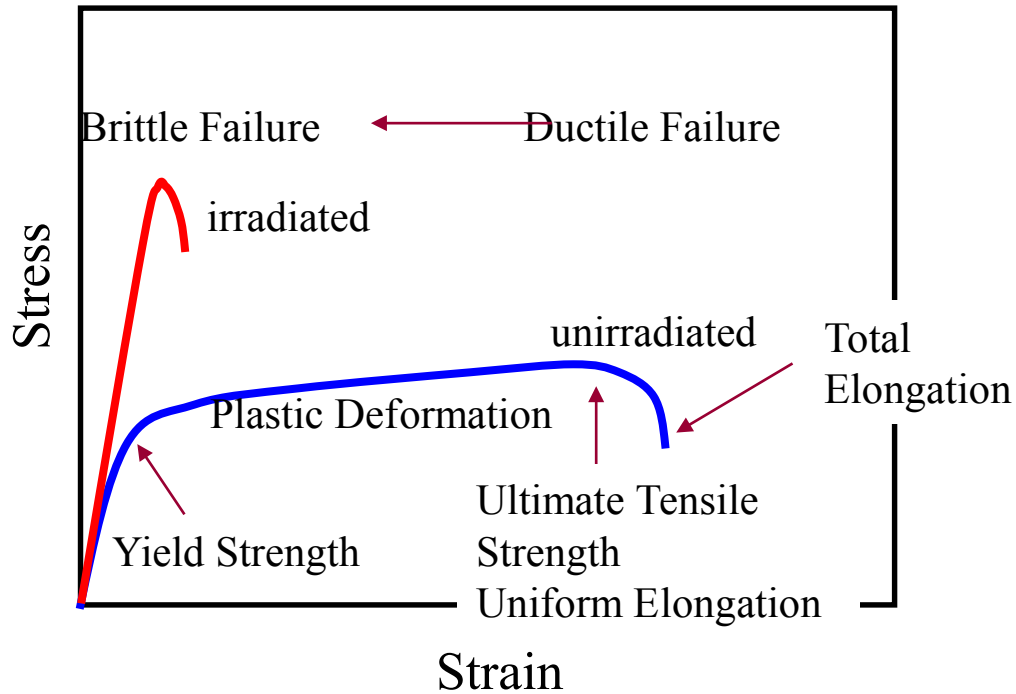 Brittle Failure
Ductile Failure
irradiated
Stress
unirradiated
Total
Elongation
Plastic Deformation
Ultimate Tensile
Strength
Uniform Elongation
Yield Strength
Strain